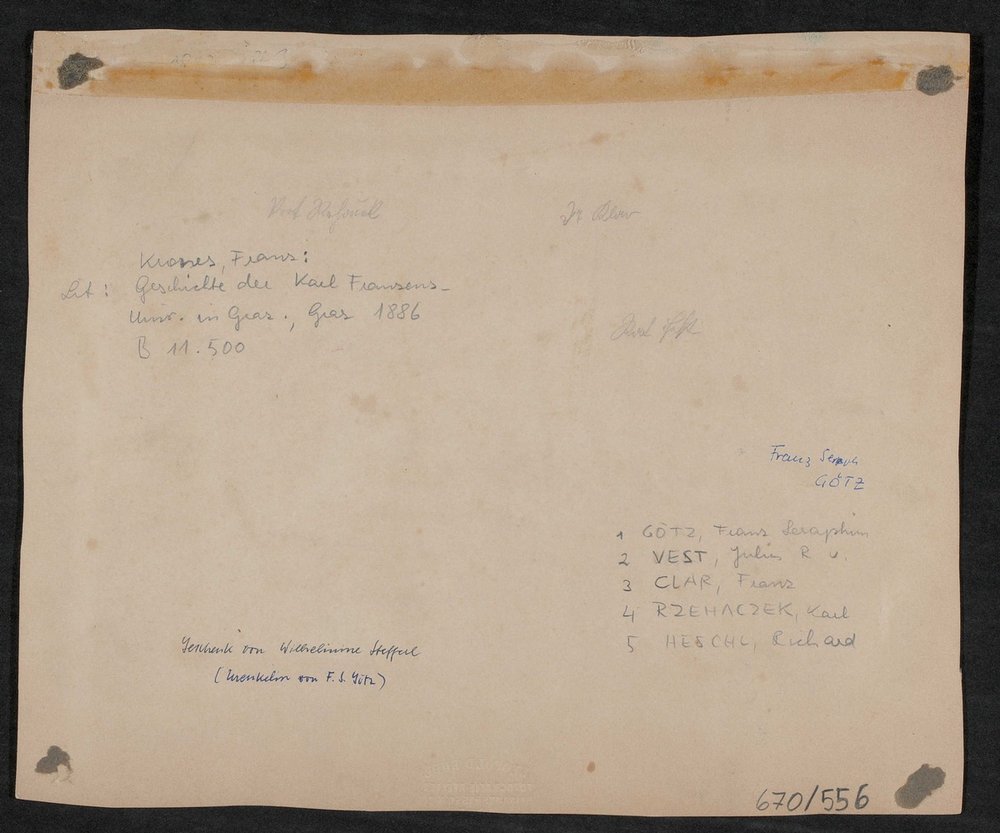 Krones, Franz:
Lit: Geschichte der Karl Franzens-
Univ. in Graz., Graz 1886
B 11.500
Franz Seraph
GÖTZ
1 GÖTZ, Franz Seraphin
2 VEST, Julius R v.
3 CLAR, Franz
4 RZEHACZEK, Karl
5 HESCHL, Richard
Geschenk von Wilhelmine
(Urenkelin von F.S. Götz)
670/556